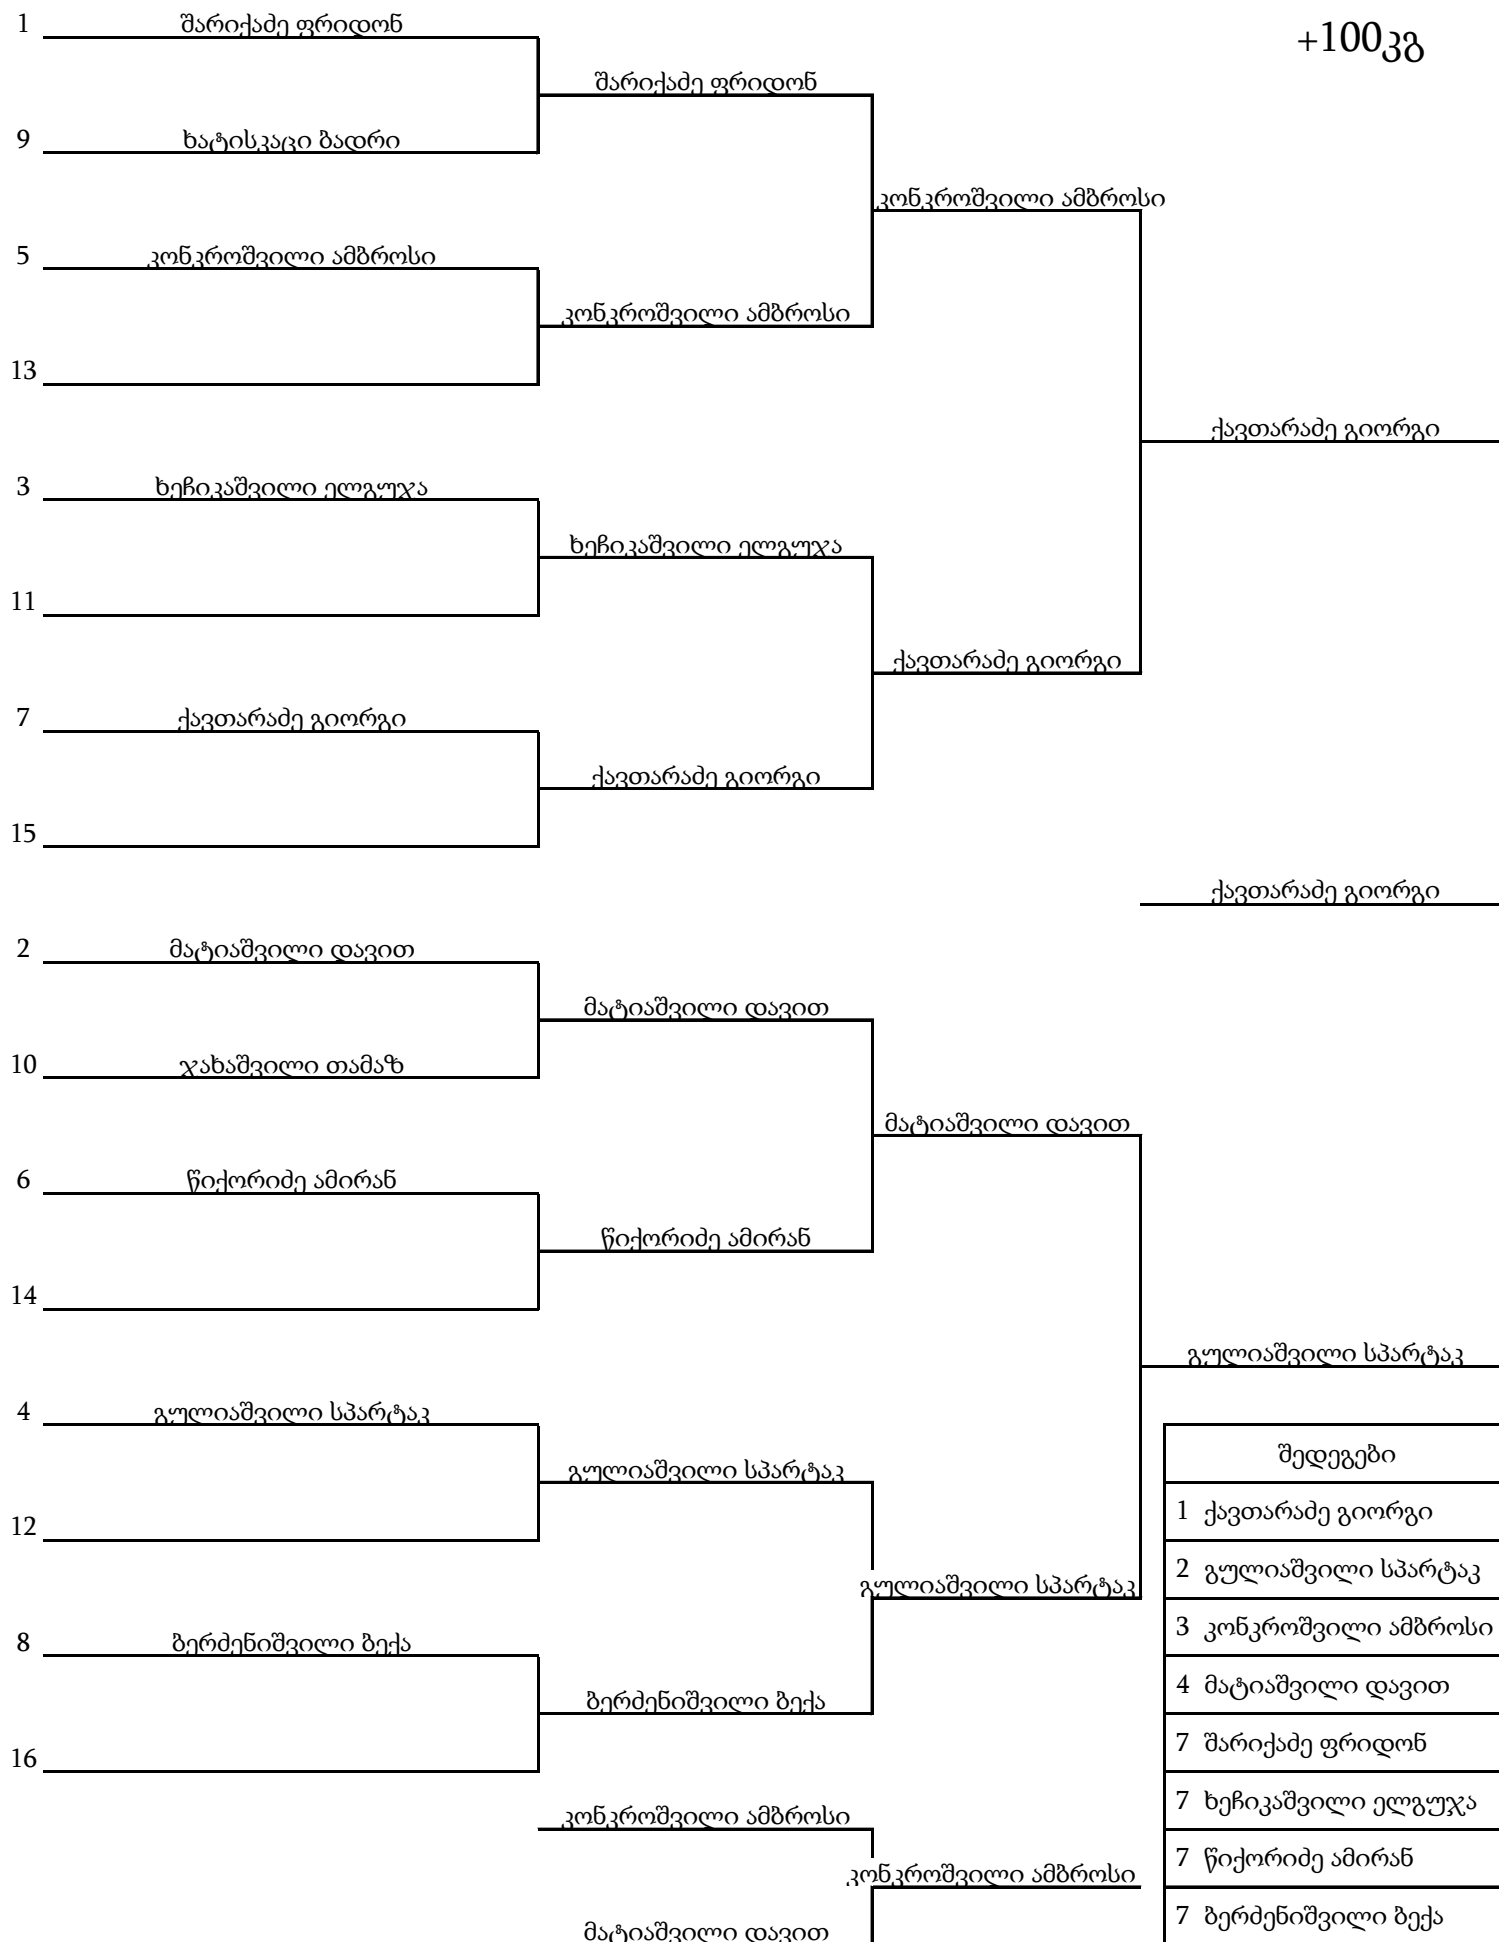 1 შარიქაძე ფრიდონ
+100კგ
შარიქაძე ფრიდონ
9 ხატისკაცი ბადრი
კონკროშვილი ამბროსი
5 კონკროშვილი ამბროსი
კონკროშვილი ამბროსი
13
ქავთარაძე გიორგი
3 ხეჩიკაშვილი ელგუჯა
ხეჩიკაშვილი ელგუჯა
11
ქავთარაძე გიორგი
7 ქავთარაძე გიორგი
ქავთარაძე გიორგი
15
ქავთარაძე გიორგი
2 მატიაშვილი დავით
მატიაშვილი დავით
10 ჯახაშვილი თამაზ
მატიაშვილი დავით
6 წიქორიძე ამირან
წიქორიძე ამირან
14
გულიაშვილი სპარტაკ
4 გულიაშვილი სპარტაკ
შედეგები
გულიაშვილი სპარტაკ
1 ქავთარაძე გიორგი
12
2 გულიაშვილი სპარტაკ
გულიაშვილი სპარტაკ
3 კონკროშვილი ამბროსი
8 ბერძენიშვილი ბექა
4 მატიაშვილი დავით
ბერძენიშვილი ბექა
7 შარიქაძე ფრიდონ
16
7 ხეჩიკაშვილი ელგუჯა
კონკროშვილი ამბროსი
7 წიქორიძე ამირან
კონკროშვილი ამბროსი
7 ბერძენიშვილი ბექა
მატიაშვილი დავით